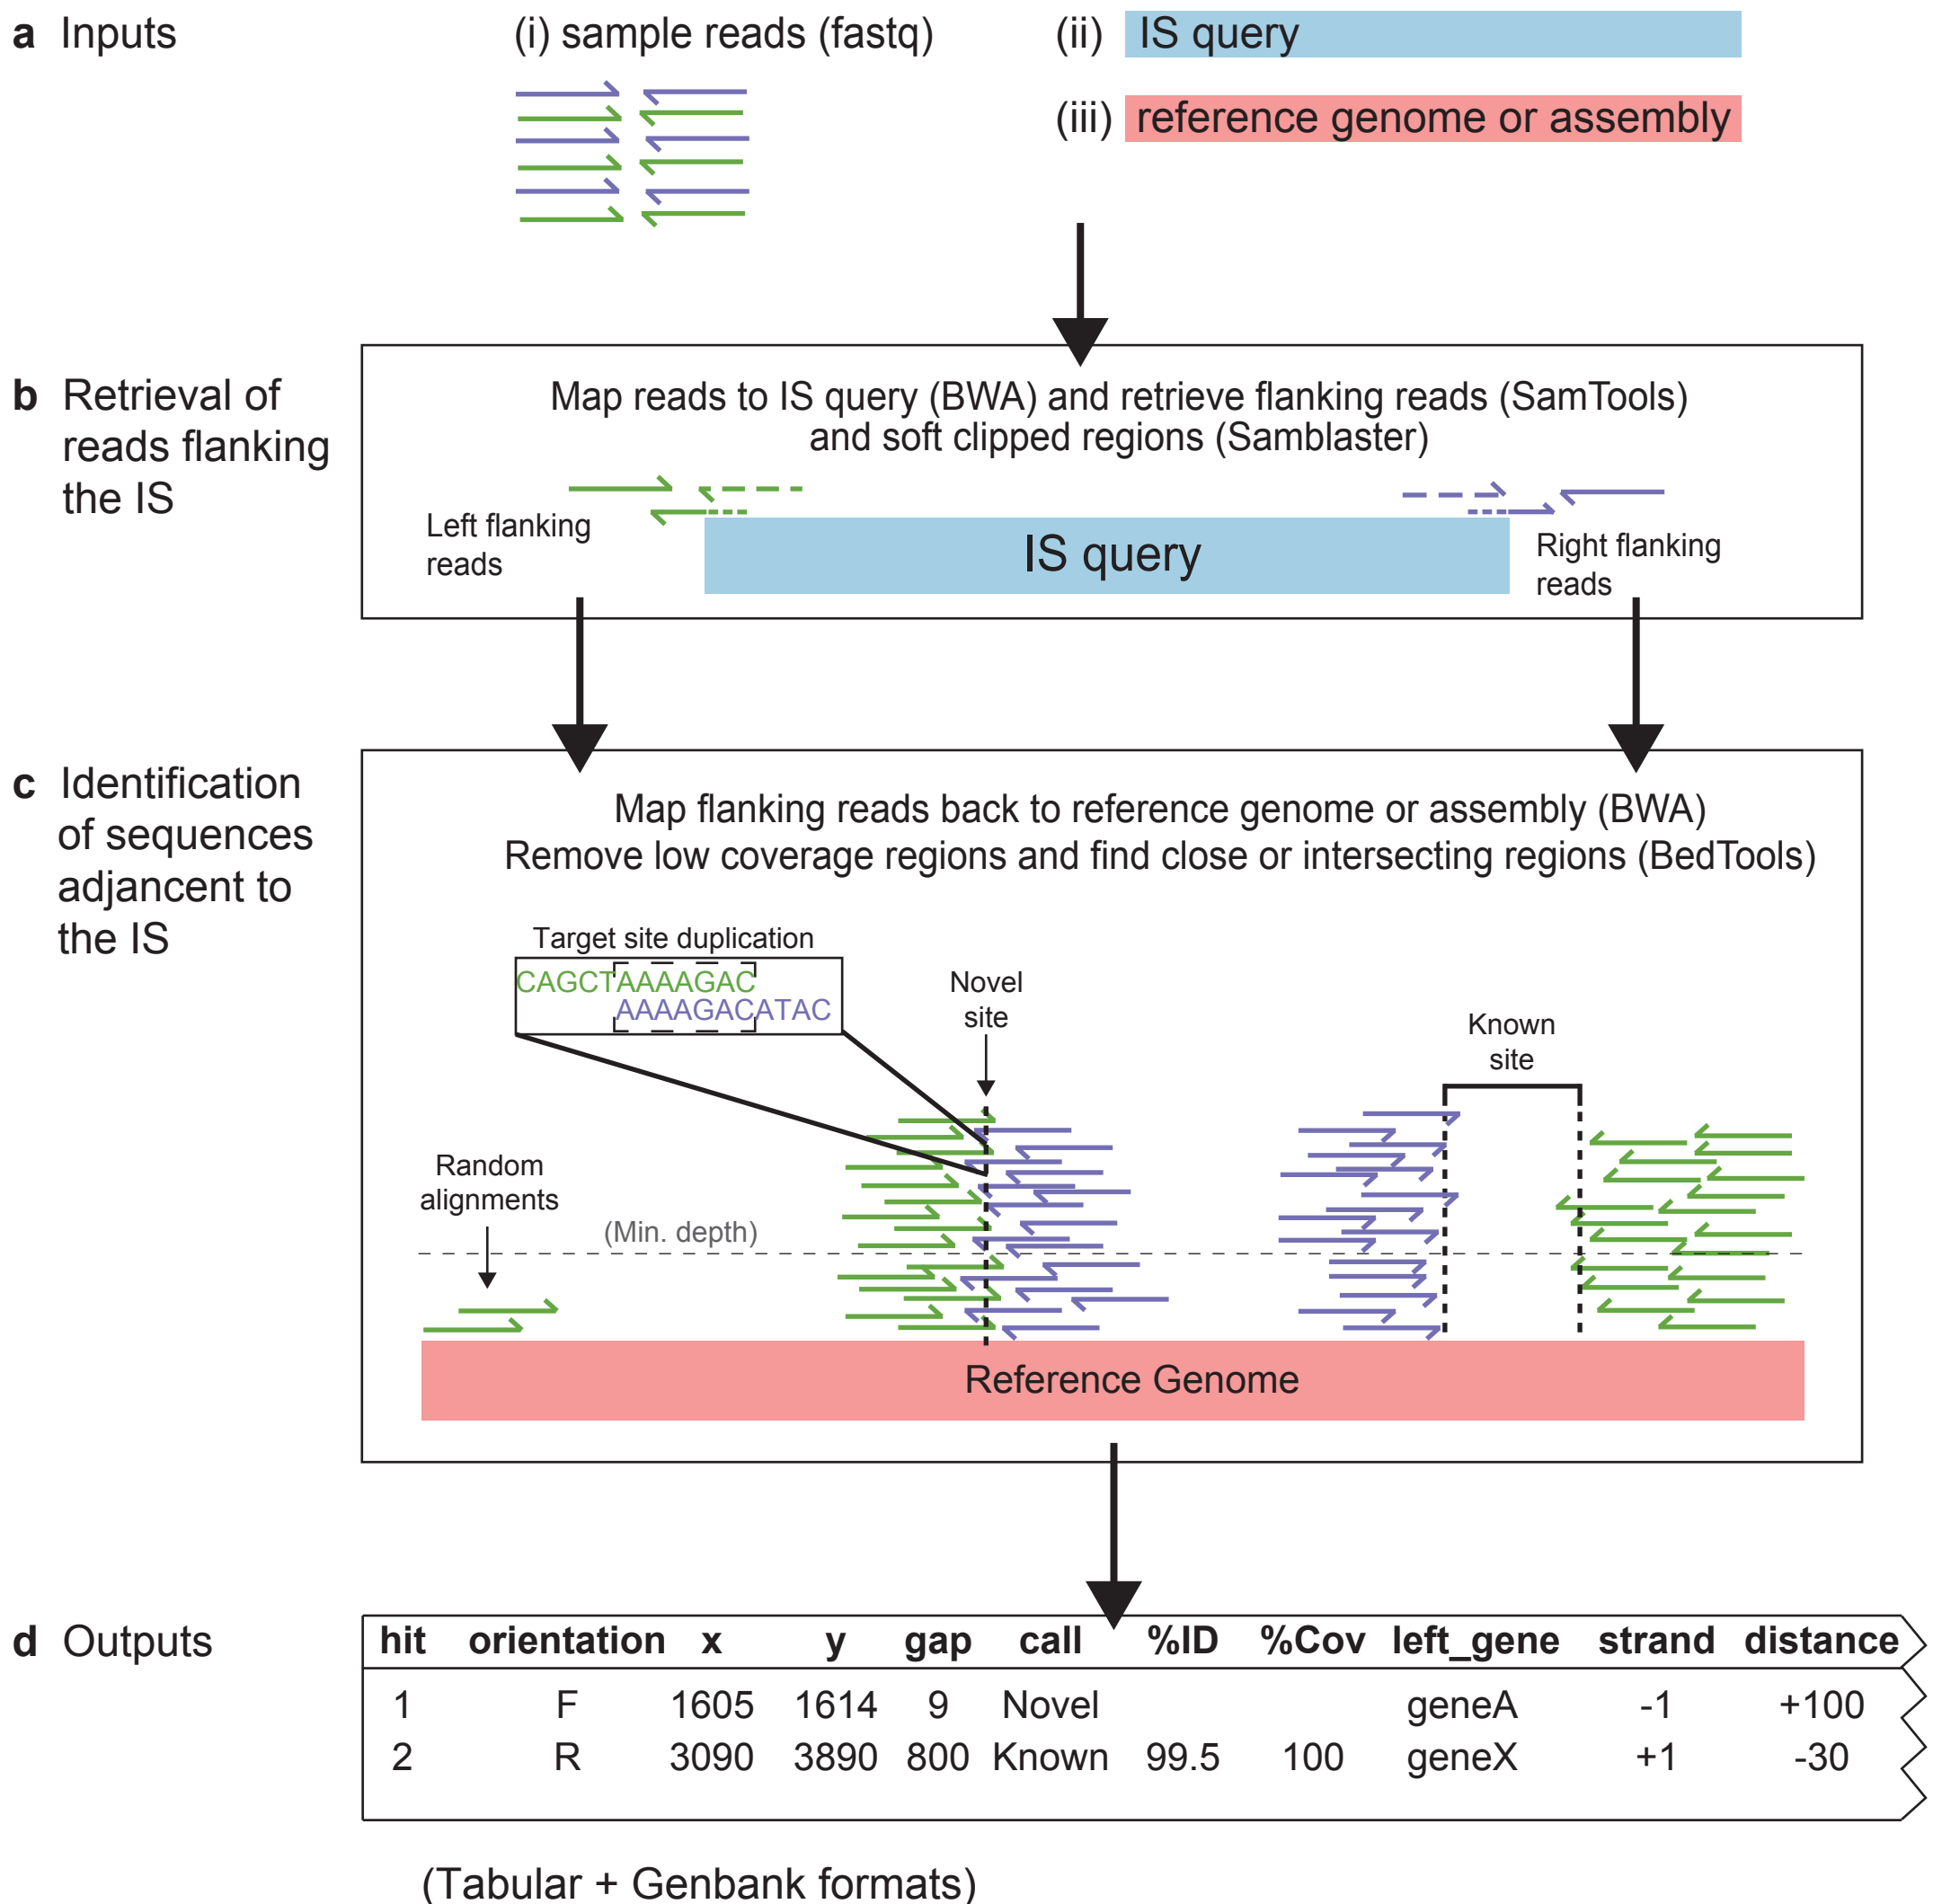 a Inputs
(i) sample reads (fastq)
(ii) IS query
(iii) reference genome or assembly
b Retrieval of
reads flanking
the IS
Map reads to IS query (BWA) and retrieve flanking reads (SamTools)
and soft clipped regions (Samblaster)
Left flanking
reads
IS query
Right flanking
reads
c Identification
of sequences
adjancent to
the IS
Map flanking reads back to reference genome or assembly (BWA)
Remove low coverage regions and find close or intersecting regions (BedTools)
Target site duplication
CAGCTAAAAGAC
AAAAGACATAC
Novel
site
Known
site
Random
alignments
(Min. depth)
Reference Genome
d Outputs
hit orientation x y gap call %ID %Cov left_gene strand distance
1 F 1605 1614 9 Novel geneA -1 +100
2 R 3090 3890 800 Known 99.5 100 geneX +1 -30
(Tabular + Genbank formats)